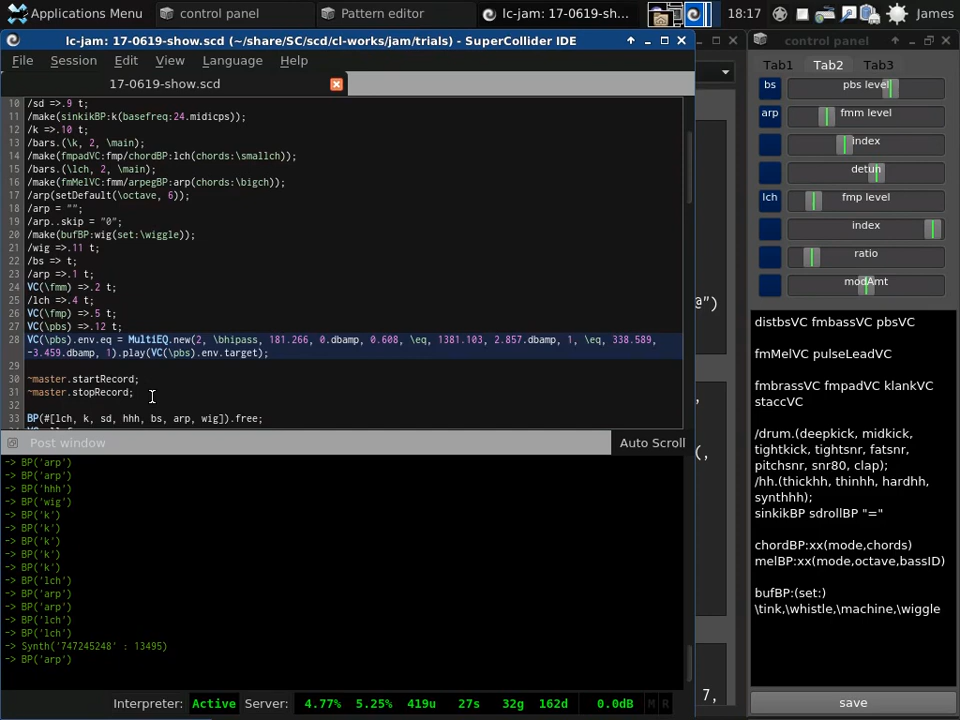 Applications Menu
control panel
Pattern editor
lc-jam: 17-0619-sh...
18:17
James
lc-jam: 17-0619-show.scd (~/share/SC/scd/cl-works/jam/trials) - SuperCollider IDE
File Session Edit View Language Help
17-0619-show.scd
10 /sd =>.9 t;
11 /make(sinkikBP:k(basefreq:24.midicps));
12 /k =>.10 t;
13 /bars.(\k, 2, \main);
14 /make(fmpadVC:fmp/chordBP:lch(chords:\smallch));
15 /bars.(\lch, 2, \main);
16 /make(fmMelVC:fmm/arpegBP:arp(chords:\bigch));
17 /arp(setDefault(\octave, 6));
18 /arp = "";
19 /arp..skip = "0";
20 /make(bufBP:wig(set:\wiggle));
21 /wig =>.11 t;
22 /bs => t;
23 /arp =>.1 t;
24 VC(\fmm) =>.2 t;
25 /lch =>.4 t;
26 VC(\fmp) =>.5 t;
27 VC(\pbs) =>.12 t;
28 VC(\pbs).env.eq = MultiEQ.new(2, \bhipass, 181.266, 0.dbamp, 0.608, \eq, 1381.103, 2.857.dbamp, 1, \eq, 338.589,
-3.459.dbamp, 1).play(VC(\pbs).env.target);
29
30 ~master.startRecord;
31 ~master.stopRecord;
32
33 BP(#[lch, k, sd, hhh, bs, arp, wig]).free;
Post window
Auto Scroll
-> BP('arp')
-> BP('arp')
-> BP('hhh')
-> BP('wig')
-> BP('k')
-> BP('k')
-> BP('k')
-> BP('k')
-> BP('k')
-> BP('lch')
-> BP('arp')
-> BP('arp')
-> BP('lch')
-> BP('lch')
-> Synth('747245248' : 13495)
-> BP('arp')
Interpreter: Active Server: 4.77% 5.25% 419u 27s 32g 162d 0.0dB M R
@")
(,
7,
control panel
Tab1 Tab2 Tab3
bs pbs level
arp fmm level
index
detun
lch fmp level
index
ratio
modAmt
distbsVC fmbassVC pbsVC
fmMelVC pulseLeadVC
fmbrassVC fmpadVC klankVC
staccVC
/drum.(deepkick, midkick,
tightkick, tightsnr, fatsnr,
pitchsnr, snr80, clap);
/hh.(thickhh, thinhh, hardhh,
synthhh);
sinkikBP sdrollBP "="
chordBP:xx(mode,chords)
melBP:xx(mode,octave,bassID)
bufBP:(set:)
\tink,\whistle,\machine,\wiggle
save